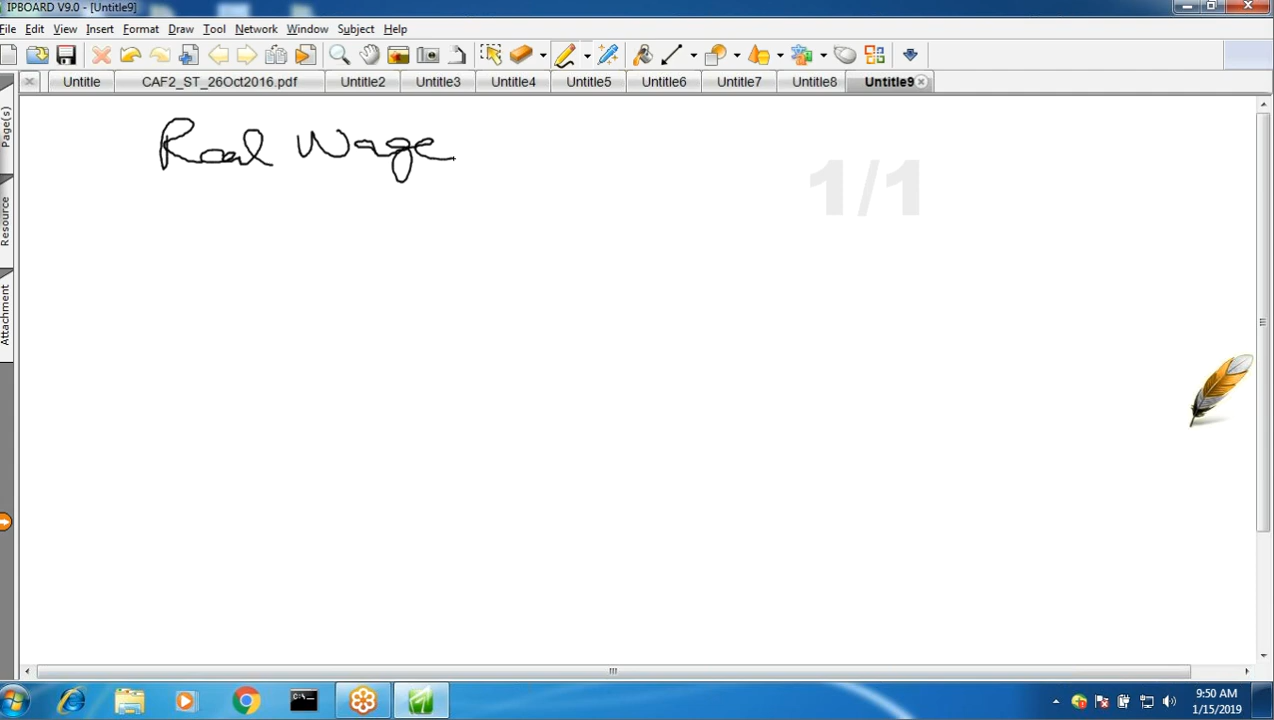 IPBOARD V9.0 - [Untitle9]
File Edit View Insert Format Draw Tool Network Window Subject Help
Untitle CAF2_ST_26Oct2016.pdf Untitle2 Untitle3 Untitle4 Untitle5 Untitle6 Untitle7 Untitle8 Untitle9
Page(s)
Resource
Attachment
Real Wage
1/1
9:50 AM
1/15/2019